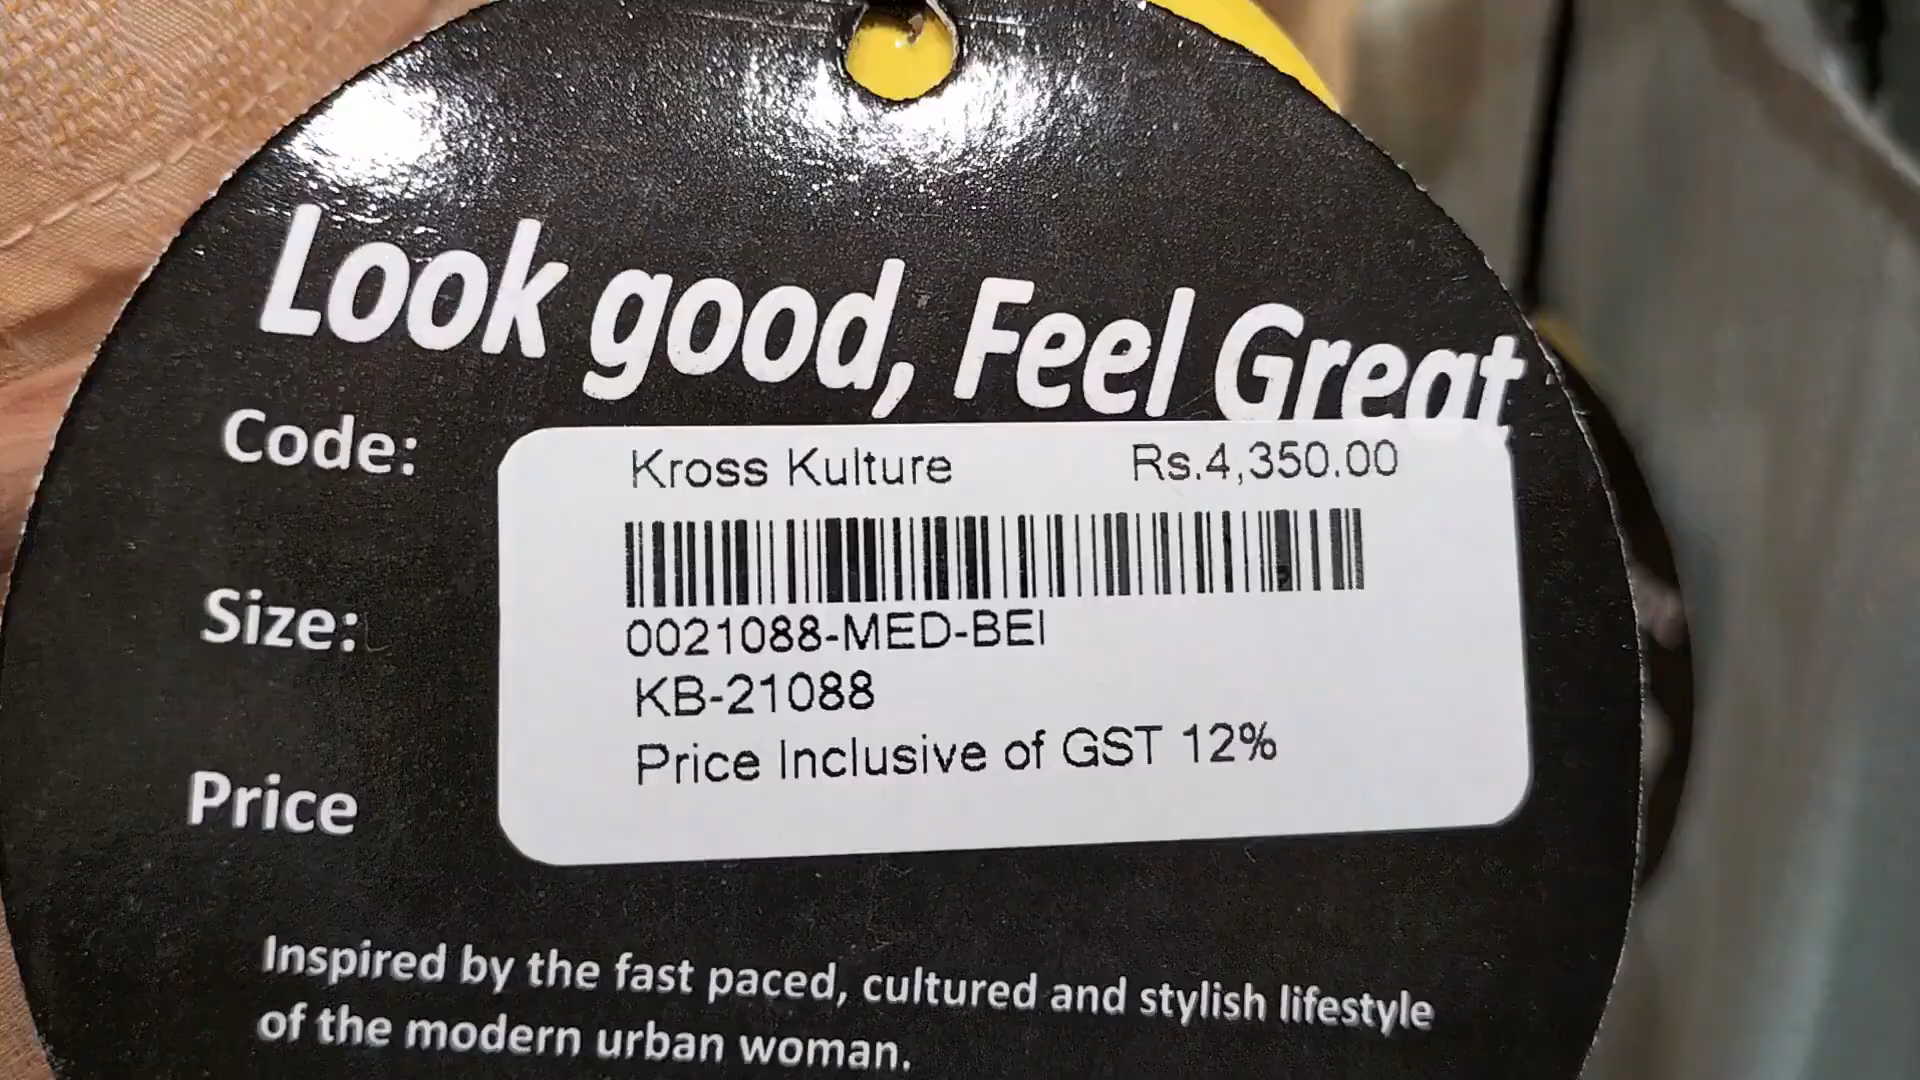 Look good, Feel Great
Code:
Kross Kulture Rs.4,350.00
Size:
0021088-MED-BEI
KB-21088
Price Inclusive of GST 12%
Price
Inspired by the fast paced, cultured and stylish lifestyle
of the modern urban woman.